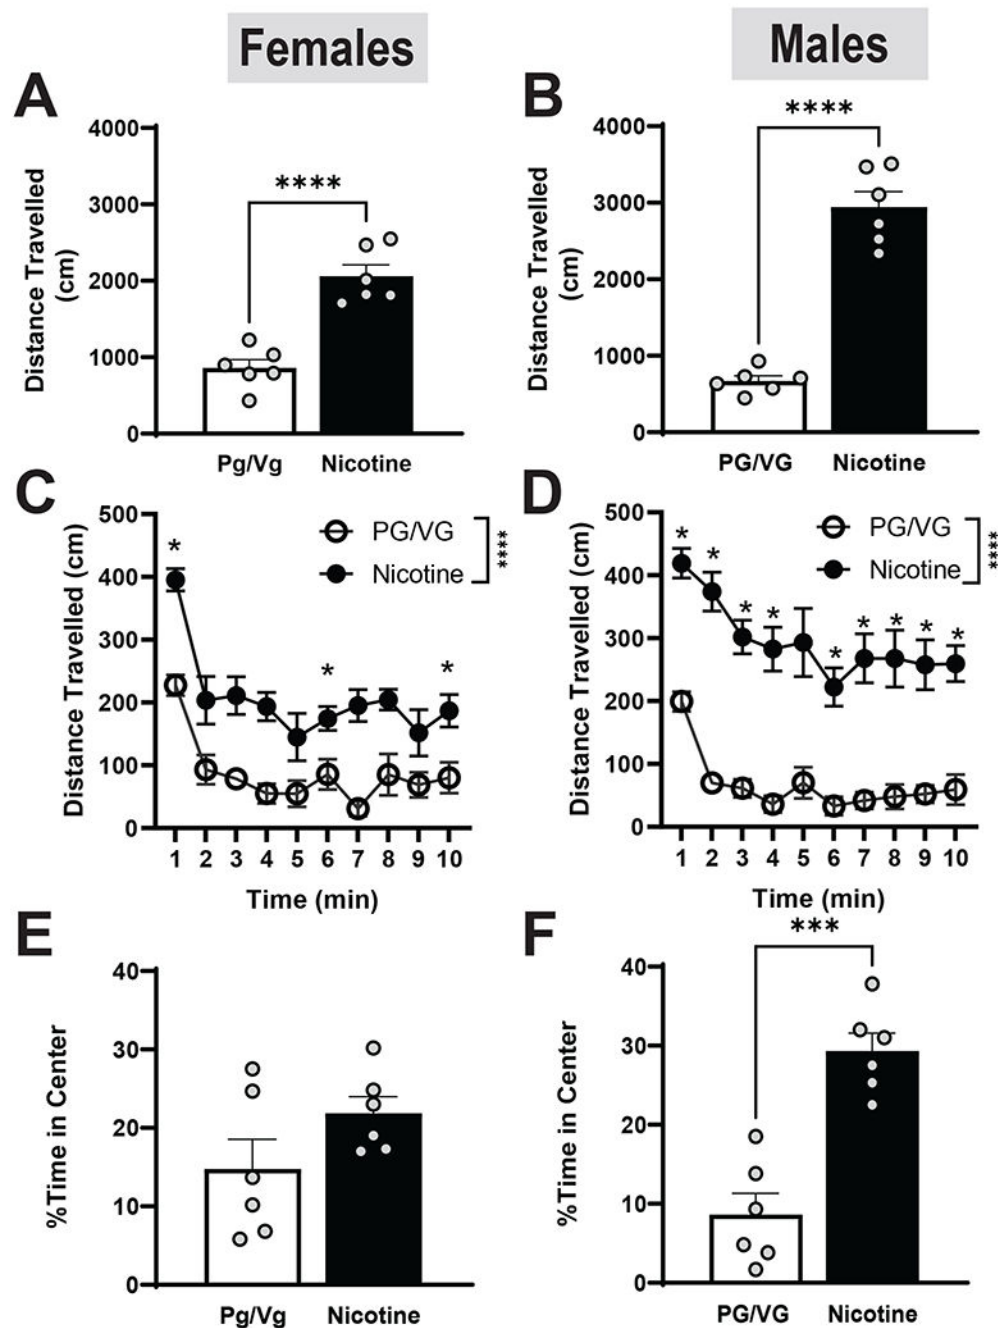 Females
Males
A
Distance Travelled
(cm)
4000
3000
2000
1000
0
****
Pg/Vg
Nicotine
B
Distance Travelled
(cm)
4000
3000
2000
1000
0
****
PG/VG
Nicotine
C
Distance Travelled (cm)
500
400
300
200
100
0
PG/VG
Nicotine
****
*
*
*
1 2 3 4 5 6 7 8 9 10
Time (min)
D
Distance Travelled (cm)
500
400
300
200
100
0
PG/VG
Nicotine
****
*
*
*
*
*
*
*
*
*
1 2 3 4 5 6 7 8 9 10
Time (min)
E
%Time in Center
40
30
20
10
0
Pg/Vg
Nicotine
F
%Time in Center
40
30
20
10
0
***
PG/VG
Nicotine